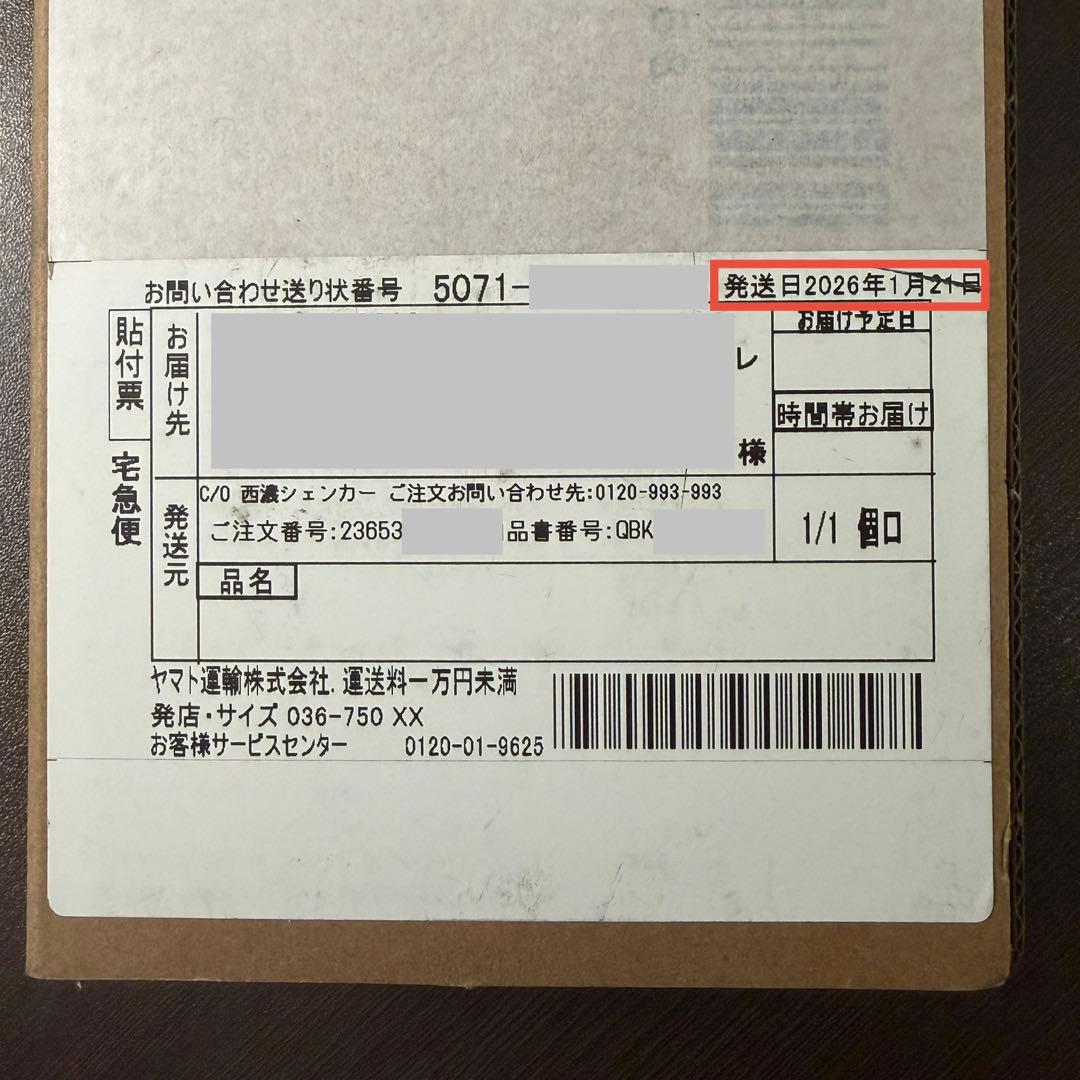 お問い合わせ送り状番号 5071-
発送日2026年1月21日
お届け予定日
貼付票
宅急便
お届け先
レ
様
時間帯お届け
発送元
C/O 西濃シェンカー ご注文お問い合わせ先:0120-993-993
ご注文番号:23653 品書番号:QBK
1/1 個口
品名
ヤマト運輸株式会社.運送料一万円未満
発店・サイズ 036-750 XX
お客様サービスセンター 0120-01-9625